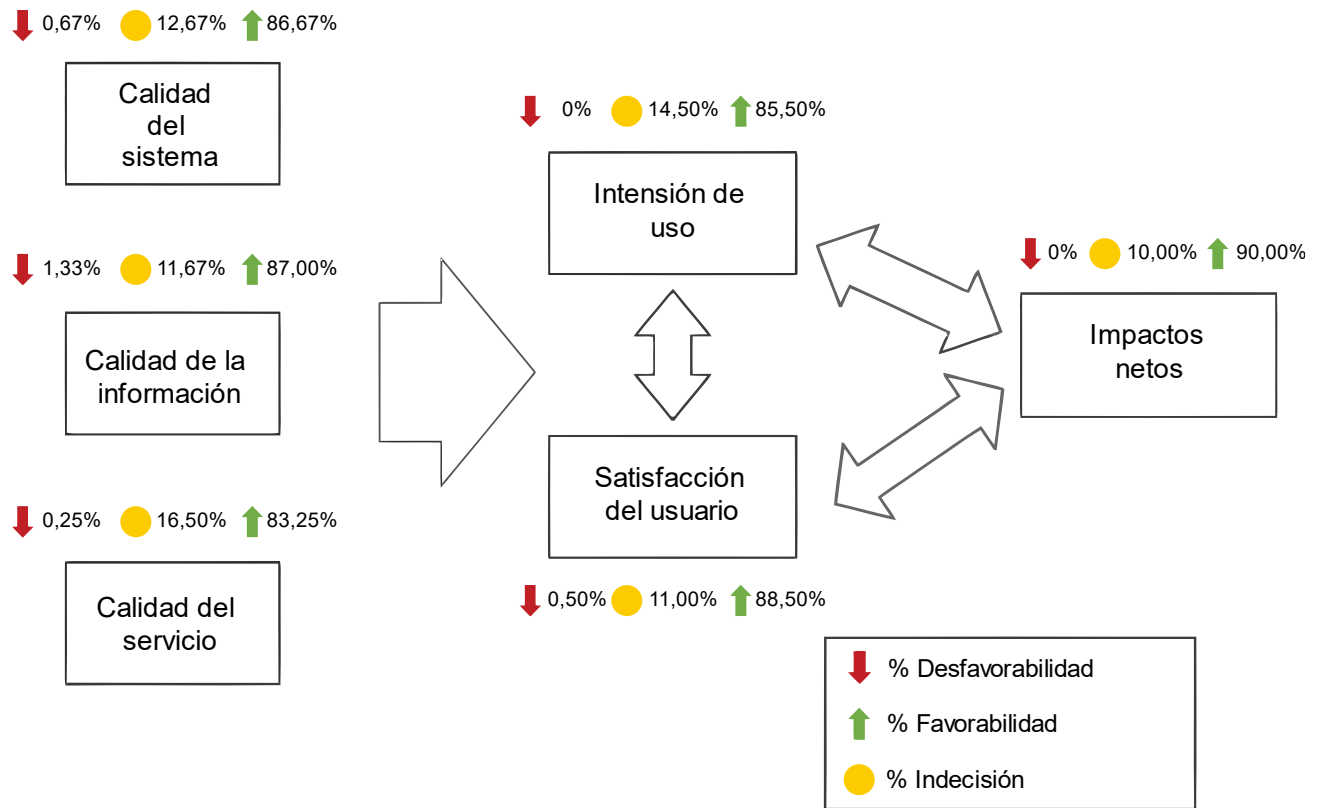 0,67% 12,67% 86,67%
Calidad
del
sistema
1,33% 11,67% 87,00%
Calidad de la
información
0,25% 16,50% 83,25%
Calidad del
servicio
0% 14,50% 85,50%
Intensión de
uso
Satisfacción
del usuario
0,50% 11,00% 88,50%
0% 10,00% 90,00%
Impactos
netos
% Desfavorabilidad
% Favorabilidad
% Indecisión